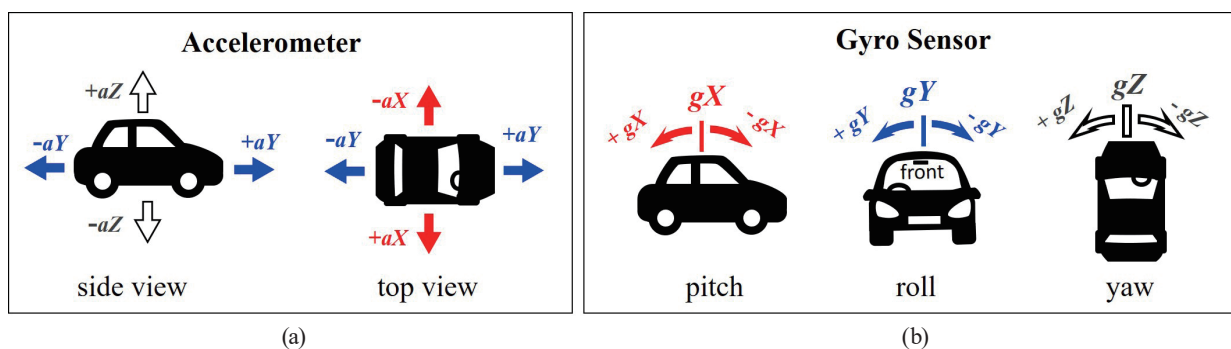 Accelerometer
+aZ
-aY
+aY
-aZ
side view
-aX
-aY
+aY
+aX
top view
(a)
Gyro Sensor
gX
+ gX
- gX
pitch
gY
+ gY
- gY
front
roll
gZ
+ gZ
- gZ
yaw
(b)